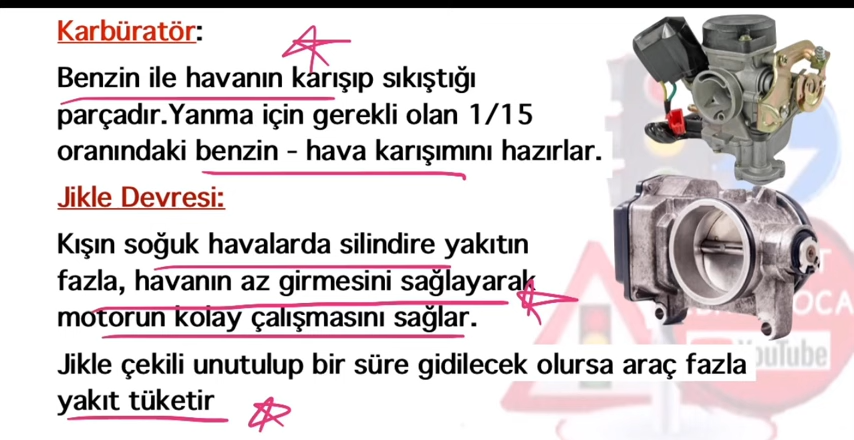 Karbüratör:
Benzin ile havanın karışıp sıkıştığı
parçadır.Yanma için gerekli olan 1/15
oranındaki benzin - hava karışımını hazırlar.
Jikle Devresi:
Kışın soğuk havalarda silindire yakıtın
fazla, havanın az girmesini sağlayarak
motorun kolay çalışmasını sağlar.
Jikle çekili unutulup bir süre gidilecek olursa araç fazla
yakıt tüketir
OCA
YouTube